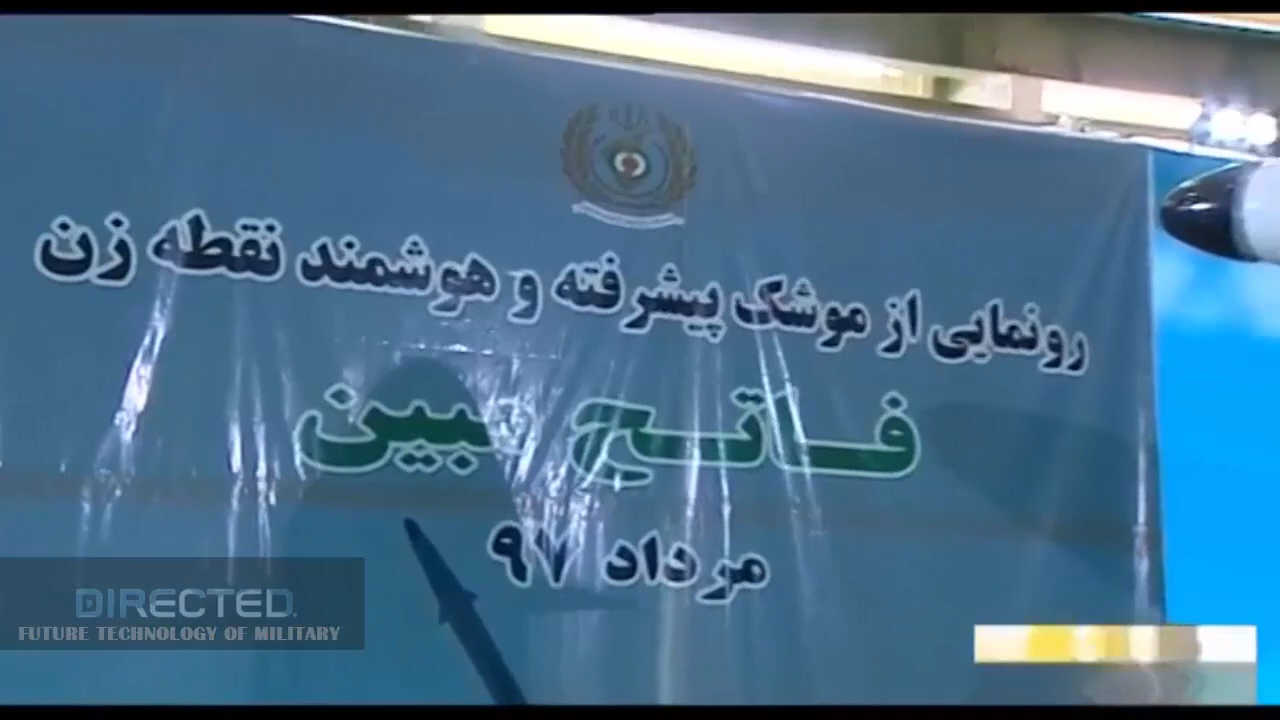 رونمایی از موشک پیشرفته و هوشمند نقطه زن
فاتح مبین
مرداد ۹۷
DIRECTED.
FUTURE TECHNOLOGY OF MILITARY